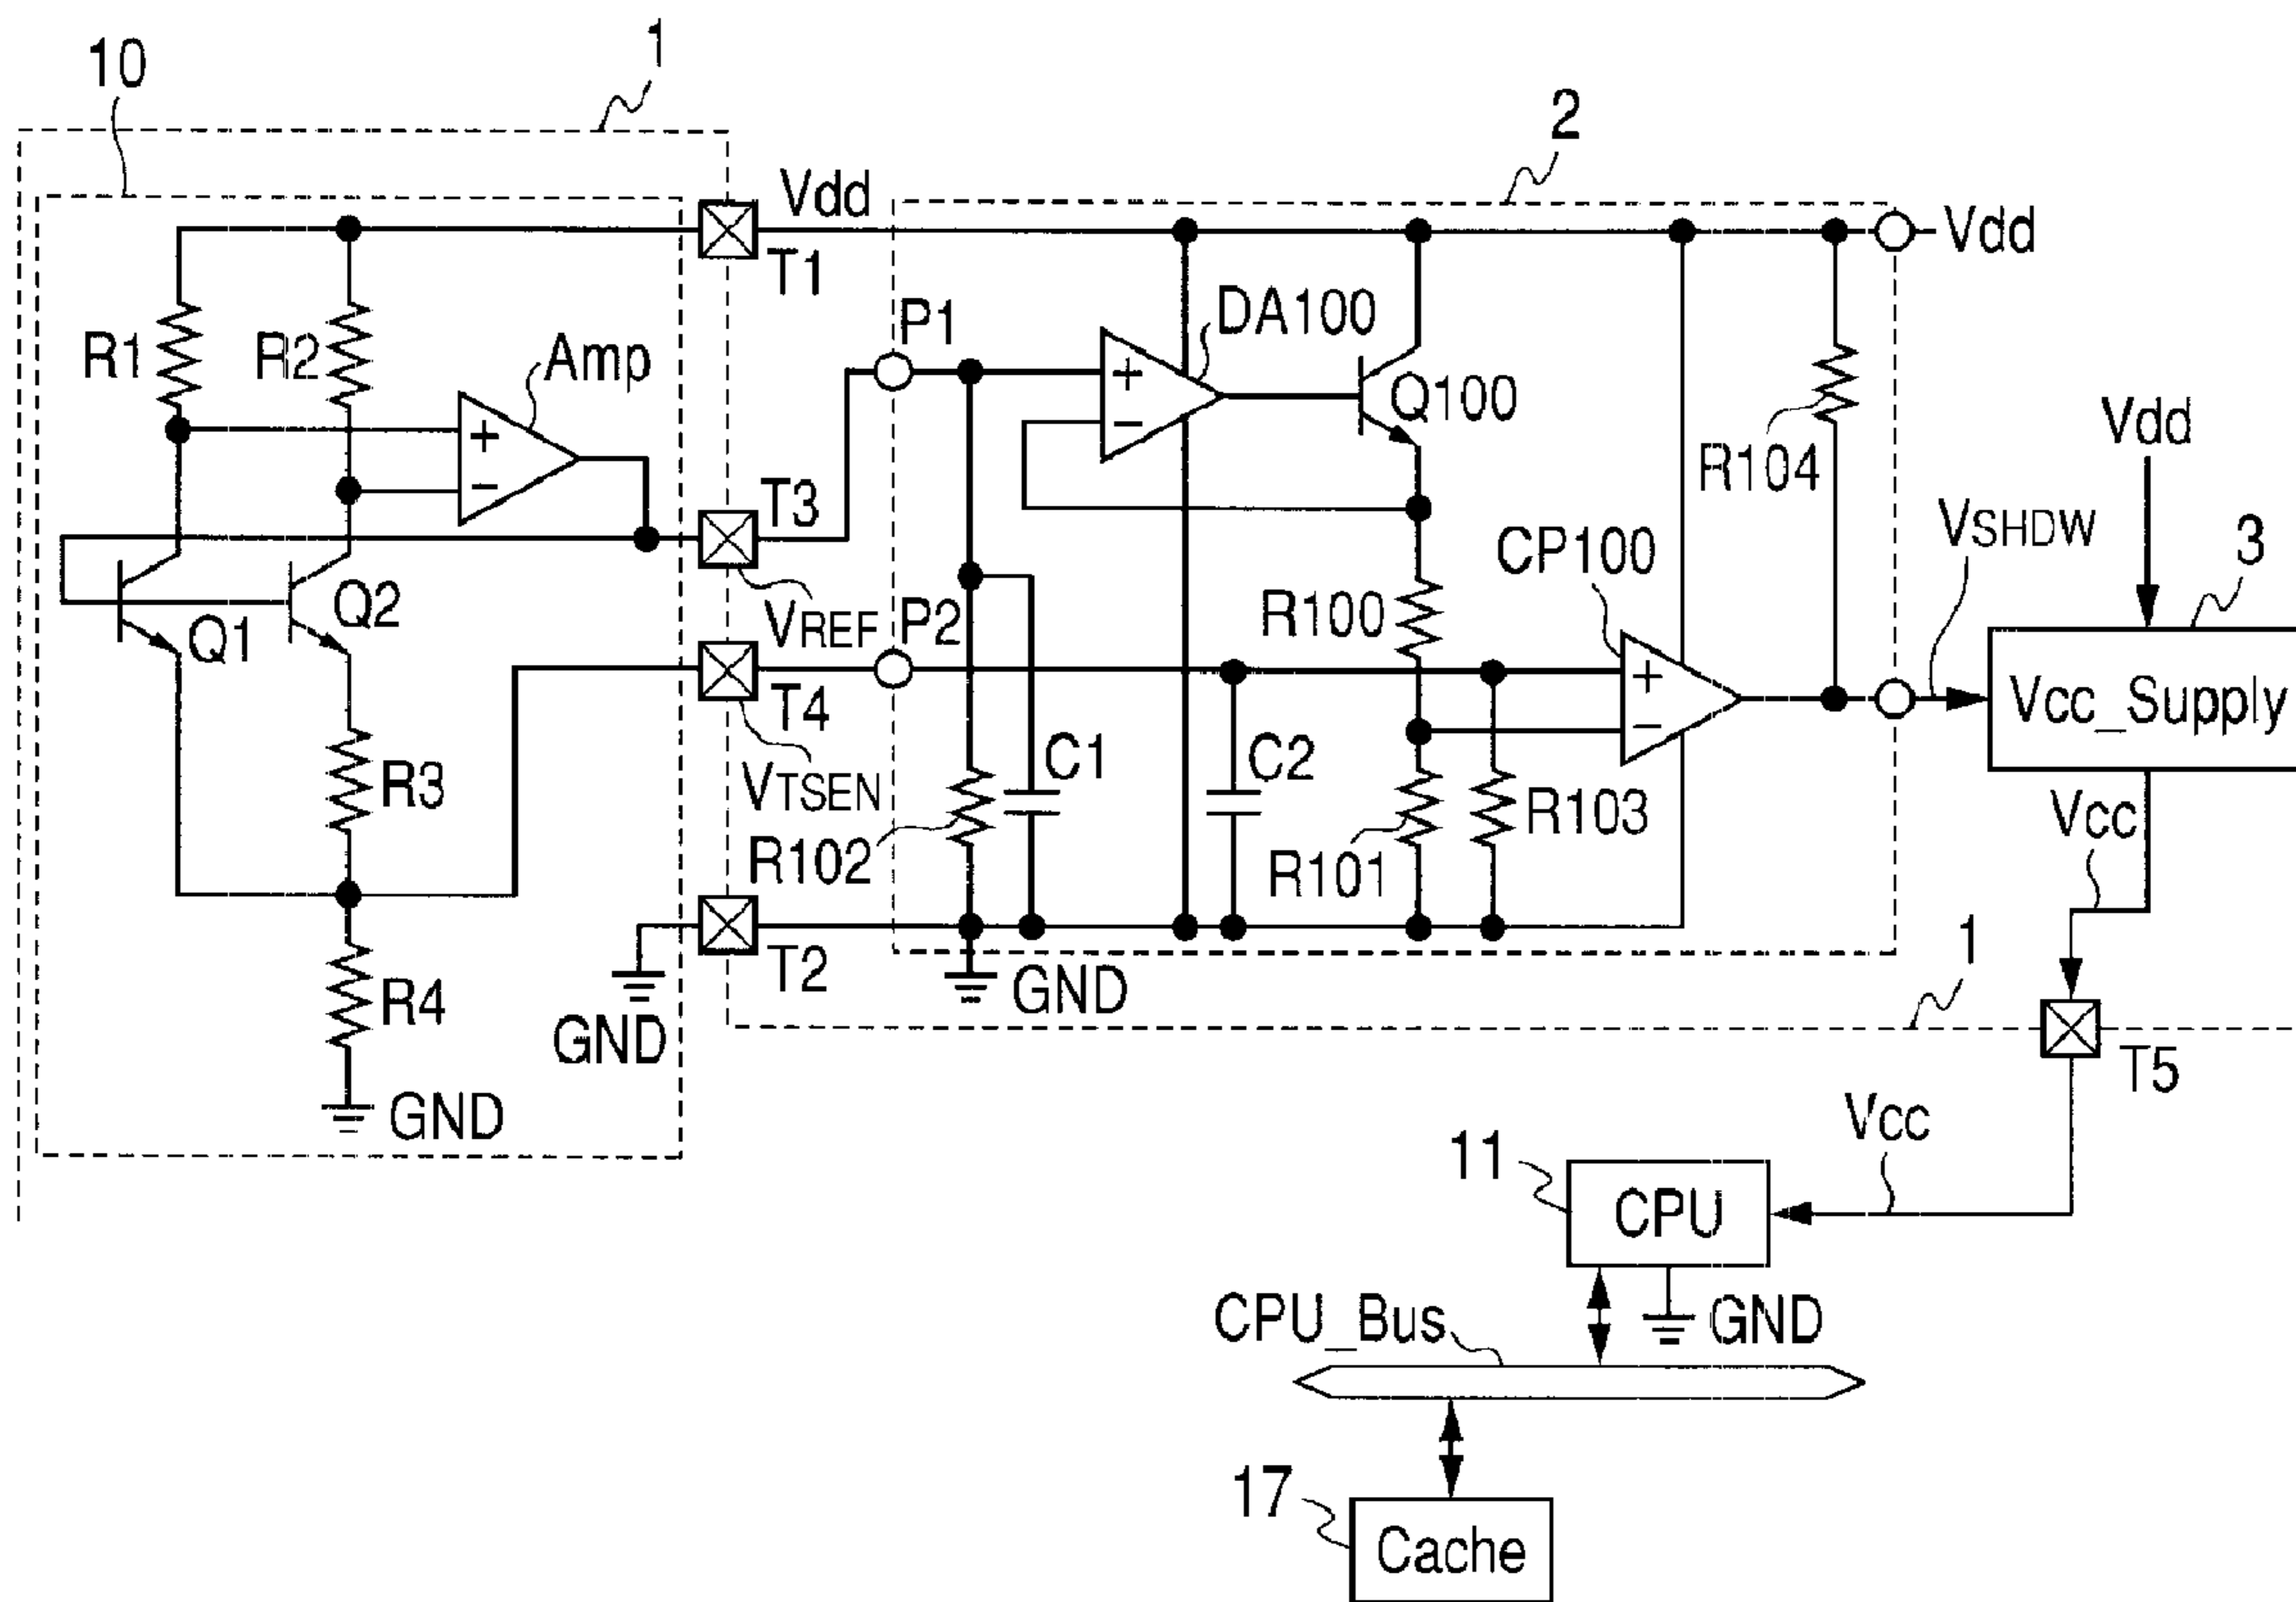 10
1
2
Vdd
T1
Vdd
R1
R2
Amp
P1
DA100
Q100
R104
Vdd
T3
VREF
Q1
Q2
P2
R100
CP100
VSHDW
3
Vcc_Supply
T4
VTSEN
R3
R102
C1
C2
R101
R103
Vcc
T2
GND
GND
R4
GND
1
T5
Vcc
11
CPU
GND
CPU_Bus
17
Cache
+
−
+
−
+
−